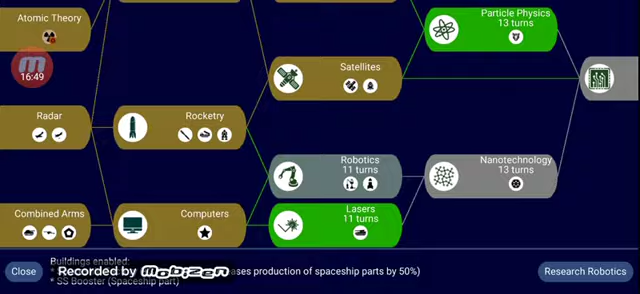 Particle Physics
13 turns
Atomic Theory
16:49
Satellites
Radar
Rocketry
Robotics
11 turns
Nanotechnology
13 turns
Combined Arms
Computers
Lasers
11 turns
Buildings enabled:
Close
Recorded by MOBIZEN
ases production of spaceship parts by 50%)
Research Robotics
* SS Booster (Spaceship part)